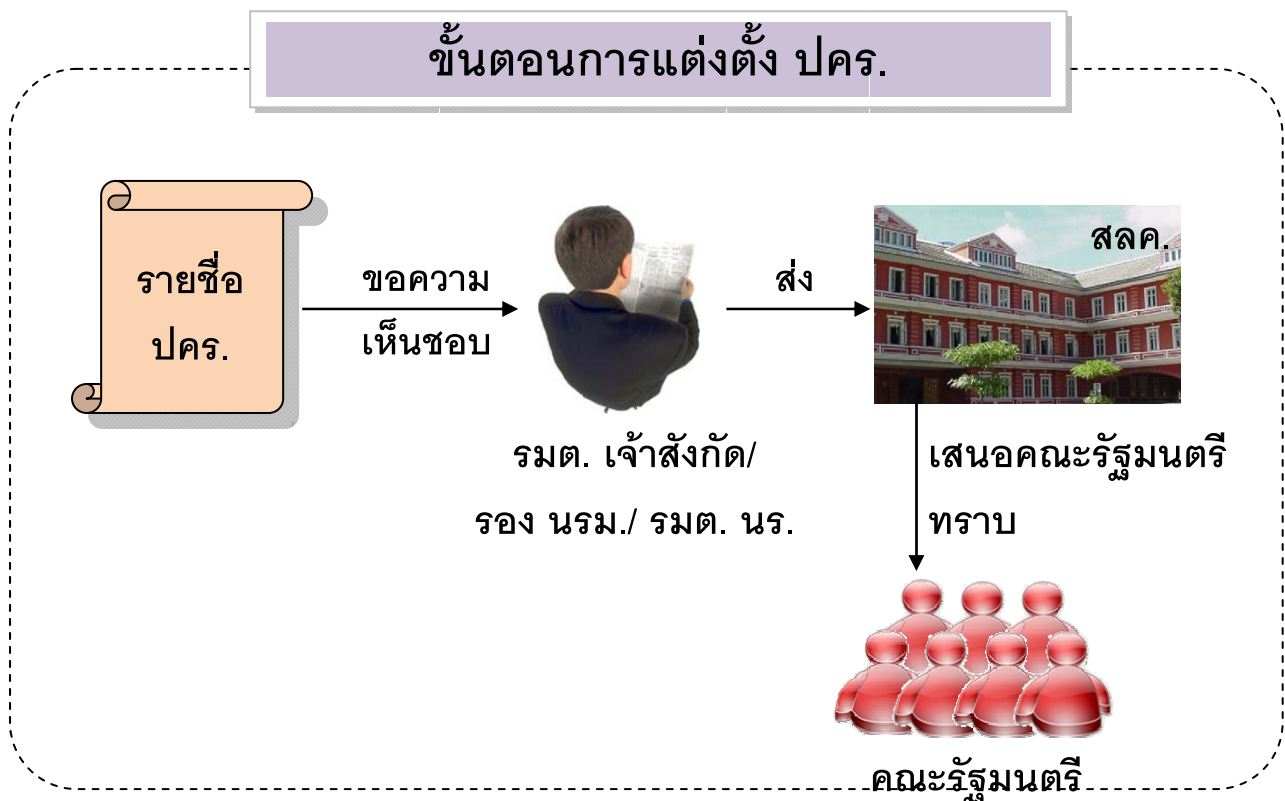 ขั้นตอนการแต่งตั้ง ปคร.
รายชื่อ
ปคร.
ขอความ
เห็นชอบ
รมต. เจ้าสังกัด/
รอง นรม./ รมต. นร.
ส่ง
สลค.
เสนอคณะรัฐมนตรี
ทราบ
คณะรัฐมนตรี